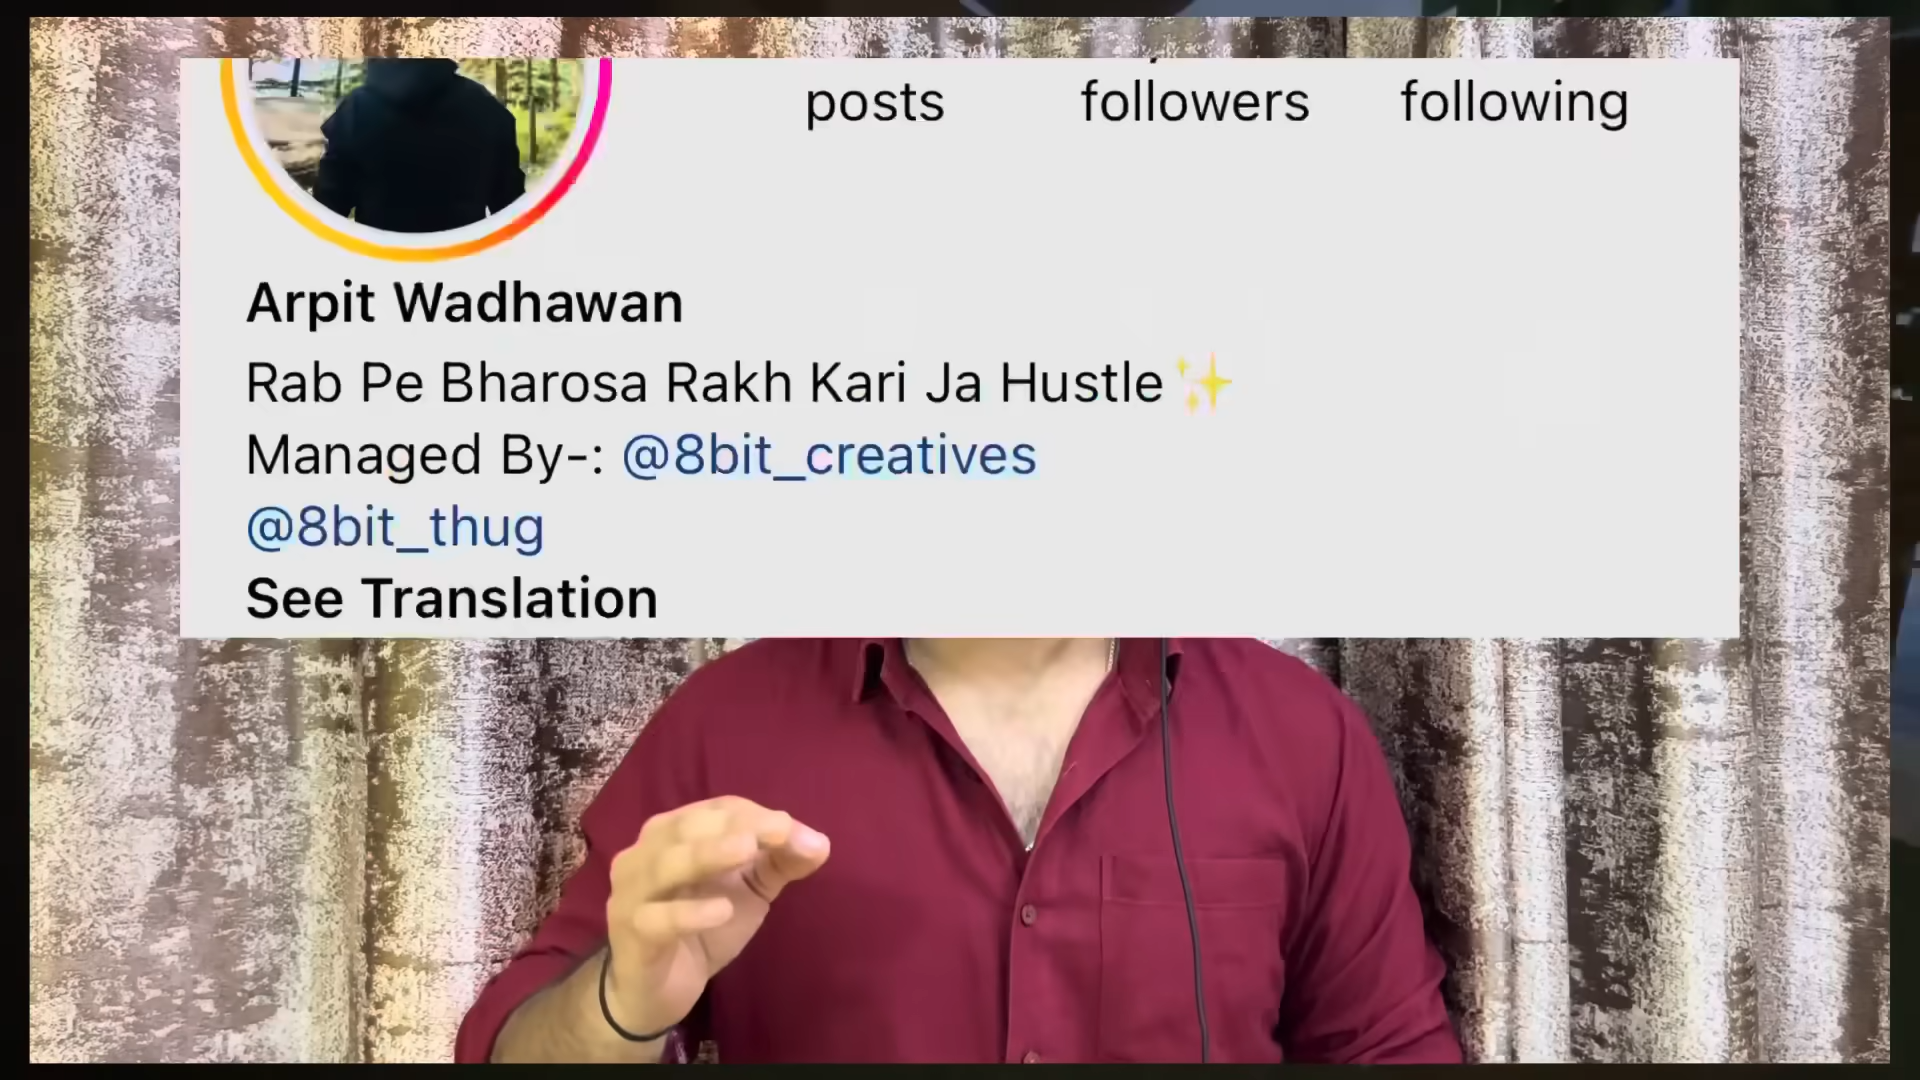 posts followers following
Arpit Wadhawan
Rab Pe Bharosa Rakh Kari Ja Hustle✨
Managed By-: @8bit_creatives
@8bit_thug
See Translation